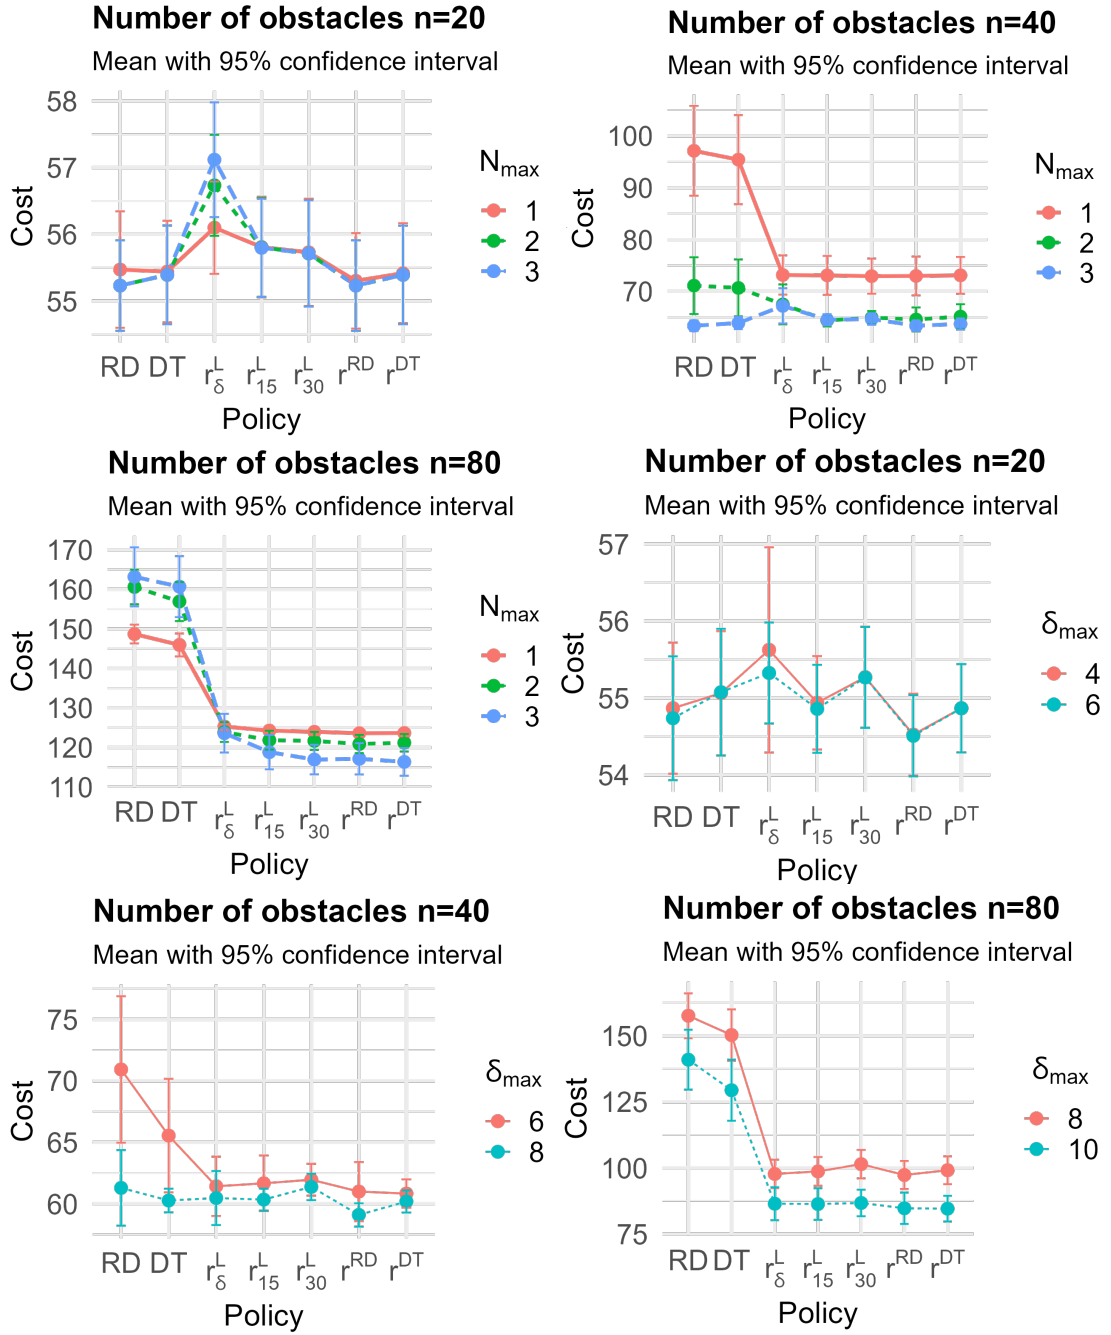 Number of obstacles n=20
Mean with 95% confidence interval
58
57
56
55
Cost
RD DT r^L_δ r^L_15 r^L_30 r^RD r^DT
Policy
N_max
1
2
3
Number of obstacles n=40
Mean with 95% confidence interval
100
90
80
70
Cost
RD DT r^L_δ r^L_15 r^L_30 r^RD r^DT
Policy
N_max
1
2
3
Number of obstacles n=80
Mean with 95% confidence interval
170
160
150
140
130
120
110
Cost
RD DT r^L_δ r^L_15 r^L_30 r^RD r^DT
Policy
N_max
1
2
3
Number of obstacles n=20
Mean with 95% confidence interval
57
56
55
54
Cost
RD DT r^L_δ r^L_15 r^L_30 r^RD r^DT
Policy
δ_max
4
6
Number of obstacles n=40
Mean with 95% confidence interval
75
70
65
60
Cost
RD DT r^L_δ r^L_15 r^L_30 r^RD r^DT
Policy
δ_max
6
8
Number of obstacles n=80
Mean with 95% confidence interval
150
125
100
75
Cost
RD DT r^L_δ r^L_15 r^L_30 r^RD r^DT
Policy
δ_max
8
10